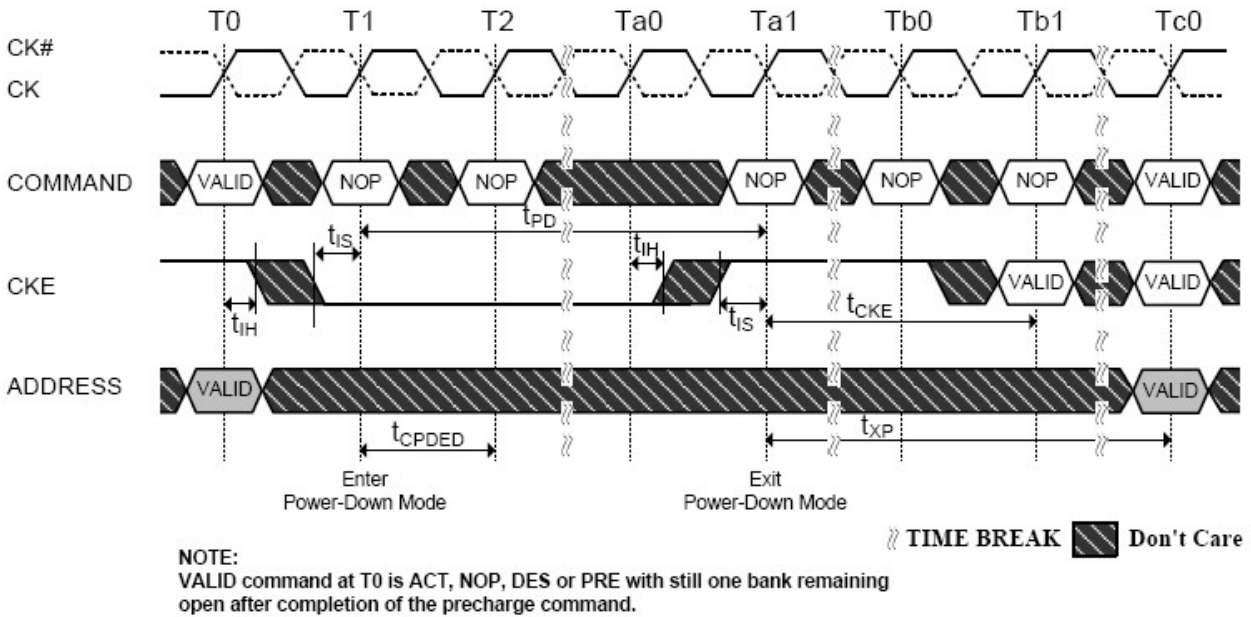 T0 T1 T2 Ta0 Ta1 Tb0 Tb1 Tc0
CK#
CK
COMMAND VALID NOP NOP NOP NOP NOP VALID
tPD
tIS tIH
CKE VALID VALID
tIH tIS tCKE
ADDRESS VALID VALID
tCPDED tXP
Enter
Power-Down Mode
Exit
Power-Down Mode
TIME BREAK Don't Care
NOTE:
VALID command at T0 is ACT, NOP, DES or PRE with still one bank remaining
open after completion of the precharge command.